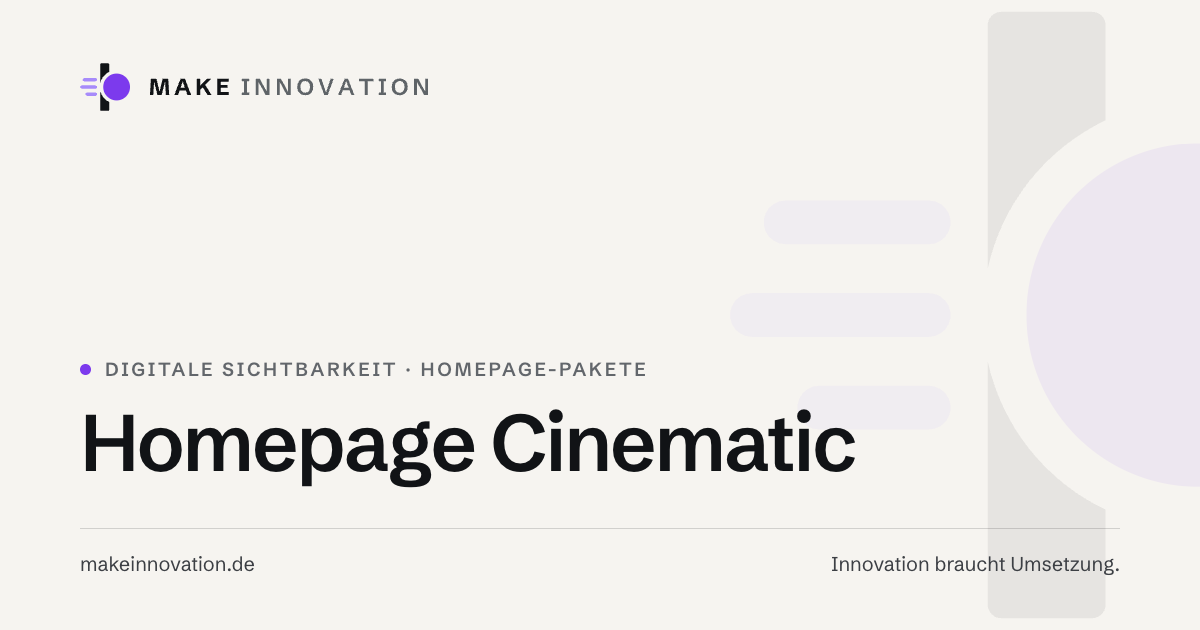 MAKE INNOVATION
DIGITALE SICHTBARKEIT · HOMEPAGE-PAKETE
Homepage Cinematic
makeinnovation.de
Innovation braucht Umsetzung.